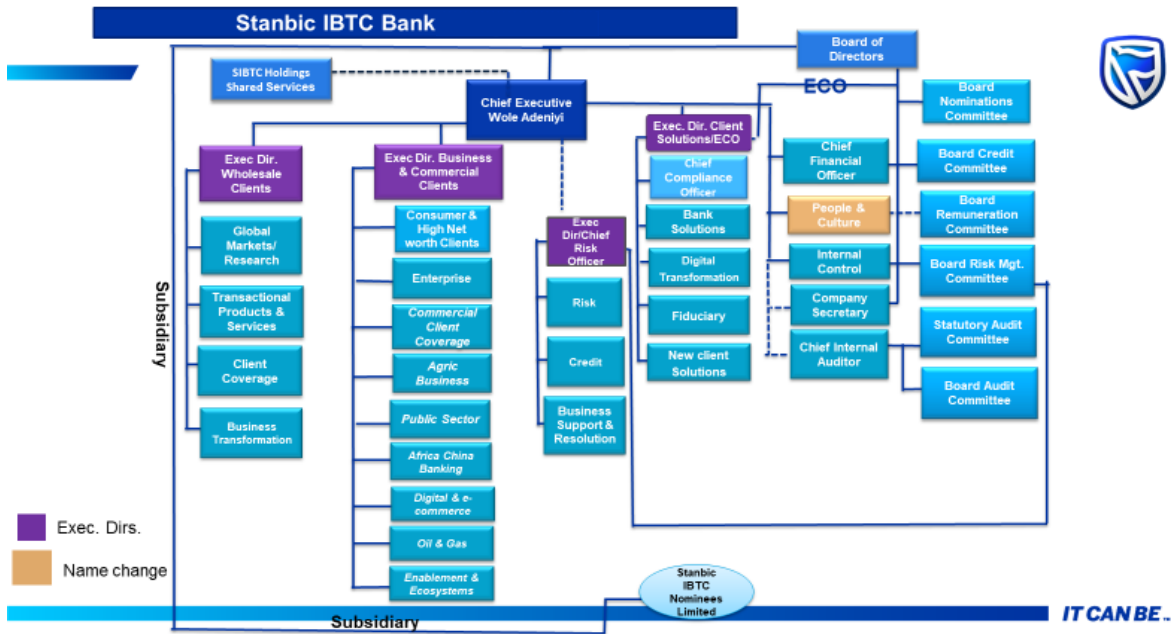 Stanbic IBTC Bank
Board of
Directors
SIBTC Holdings
Shared Services
ECO
Chief Executive
Wole Adeniyi
Board
Nominations
Committee
Exec. Dir. Client
Solutions/ECO
Exec Dir.
Wholesale
Clients
Exec Dir. Business
& Commercial
Clients
Chief
Compliance
Officer
Chief
Financial
Officer
Board Credit
Committee
Global
Markets/
Research
Consumer &
High Net
worth Clients
Exec
Dir/Chief
Risk
Officer
Bank
Solutions
People &
Culture
Board
Remuneration
Committee
Enterprise
Digital
Transformation
Internal
Control
Board Risk Mgt.
Committee
Transactional
Products &
Services
Commercial
Client
Coverage
Risk
Fiduciary
Company
Secretary
Statutory Audit
Committee
Client
Coverage
Agric
Business
Credit
New client
Solutions
Chief Internal
Auditor
Board Audit
Committee
Business
Transformation
Public Sector
Business
Support &
Resolution
Africa China
Banking
Digital & e-
commerce
Oil & Gas
Enablement &
Ecosystems
Subsidiary
Exec. Dirs.
Name change
Stanbic
IBTC
Nominees
Limited
Subsidiary
IT CAN BE™